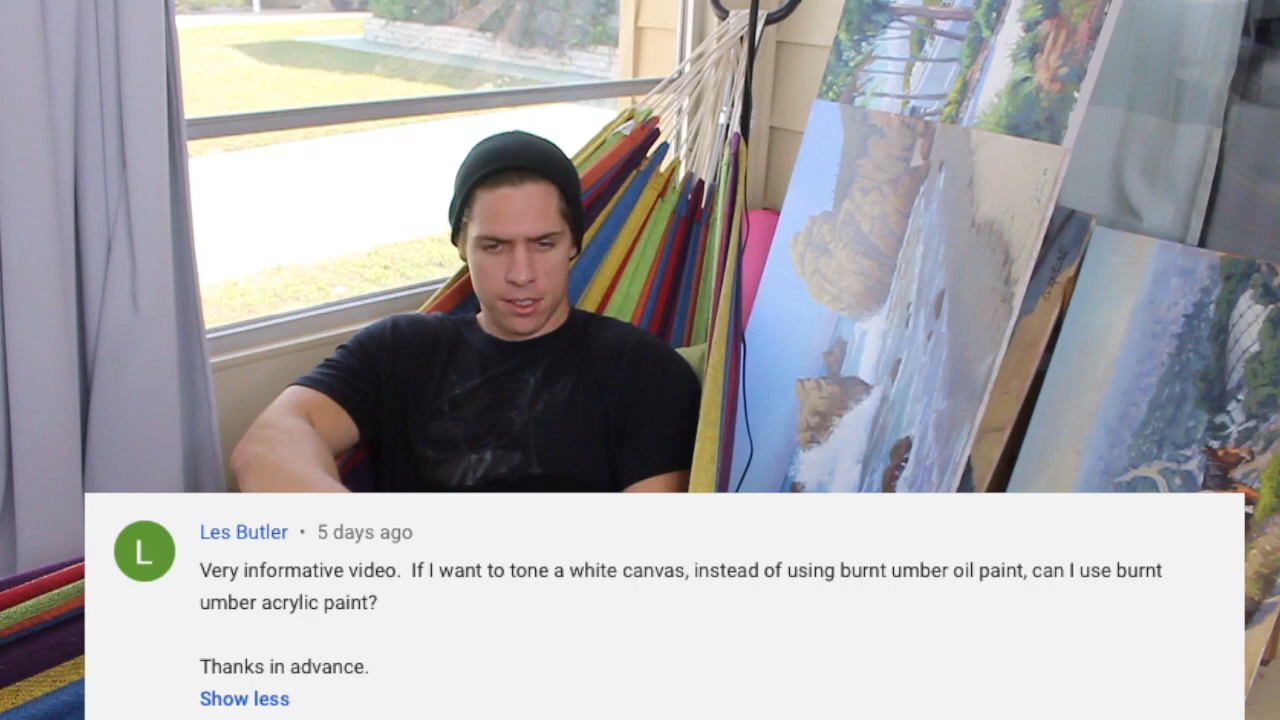 L
Les Butler • 5 days ago
Very informative video. If I want to tone a white canvas, instead of using burnt umber oil paint, can I use burnt
umber acrylic paint?
Thanks in advance.
Show less